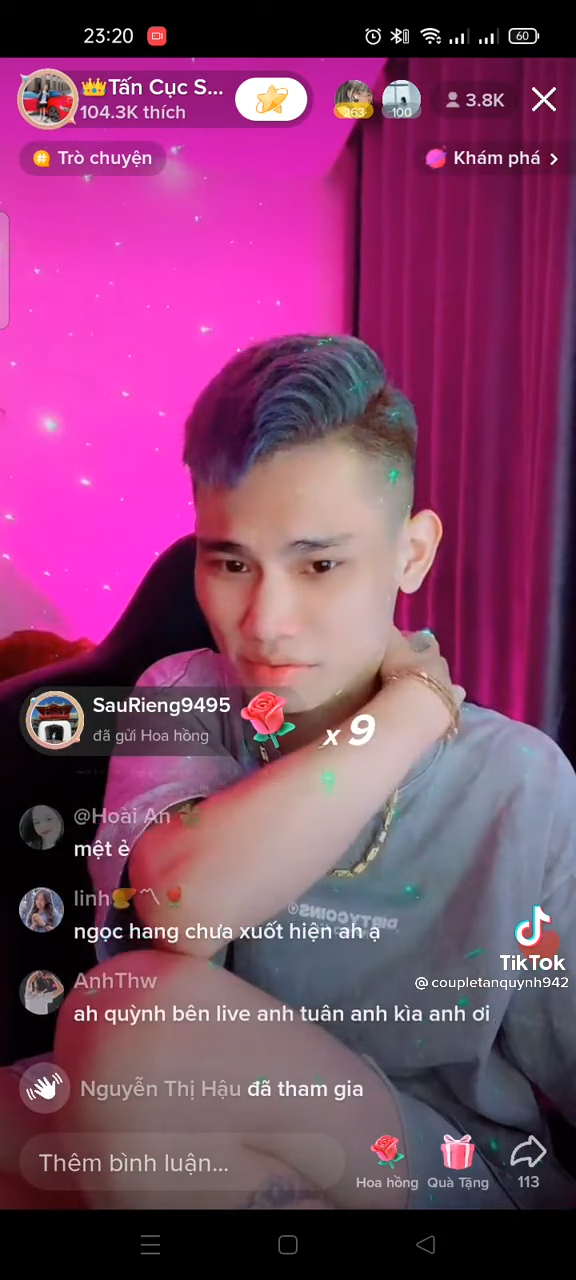 23:20
60
👑Tấn Cục S...
104.3K thích
263
100
3.8K
Trò chuyện
Khám phá
SauRieng9495
đã gửi Hoa hồng
x 9
@Hoài An
mệt ẻ
linh
ngọc hang chưa xuốt hiện ah ạ
DIRTYCOINS®
TikTok
@coupletanquynh942
AnhThw
ah quỳnh bên live anh tuân anh kìa anh ơi
Nguyễn Thị Hậu đã tham gia
Thêm bình luận...
Hoa hồng
Quà Tặng
113